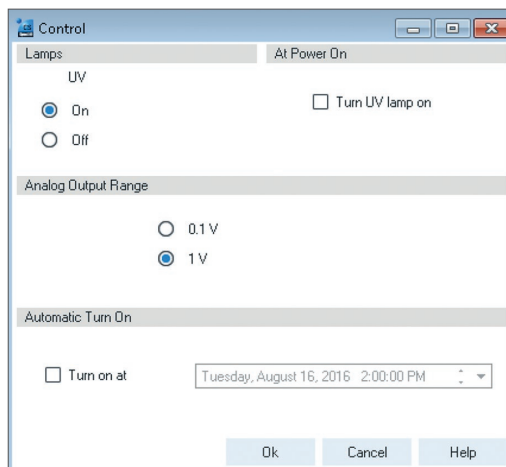 Control
Lamps
At Power On
UV
On
Turn UV lamp on
Off
Analog Output Range
0.1 V
1 V
Automatic Turn On
Turn on at
Tuesday, August 16, 2016 2:00:00 PM
Ok
Cancel
Help